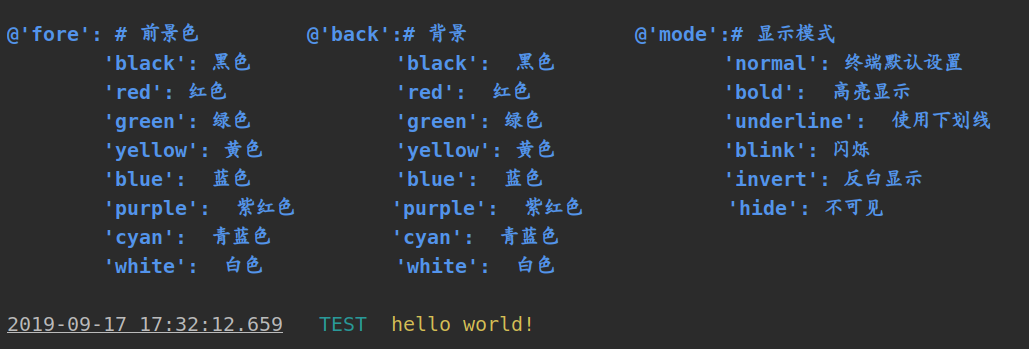 @'fore': # 前景色 @'back':# 背景 @'mode':# 显示模式
'black': 黑色 'black': 黑色 'normal': 终端默认设置
'red': 红色 'red': 红色 'bold': 高亮显示
'green': 绿色 'green': 绿色 'underline': 使用下划线
'yellow': 黄色 'yellow': 黄色 'blink': 闪烁
'blue': 蓝色 'blue': 蓝色 'invert': 反白显示
'purple': 紫红色 'purple': 紫红色 'hide': 不可见
'cyan': 青蓝色 'cyan': 青蓝色
'white': 白色 'white': 白色
2019-09-17 17:32:12.659 TEST hello world!